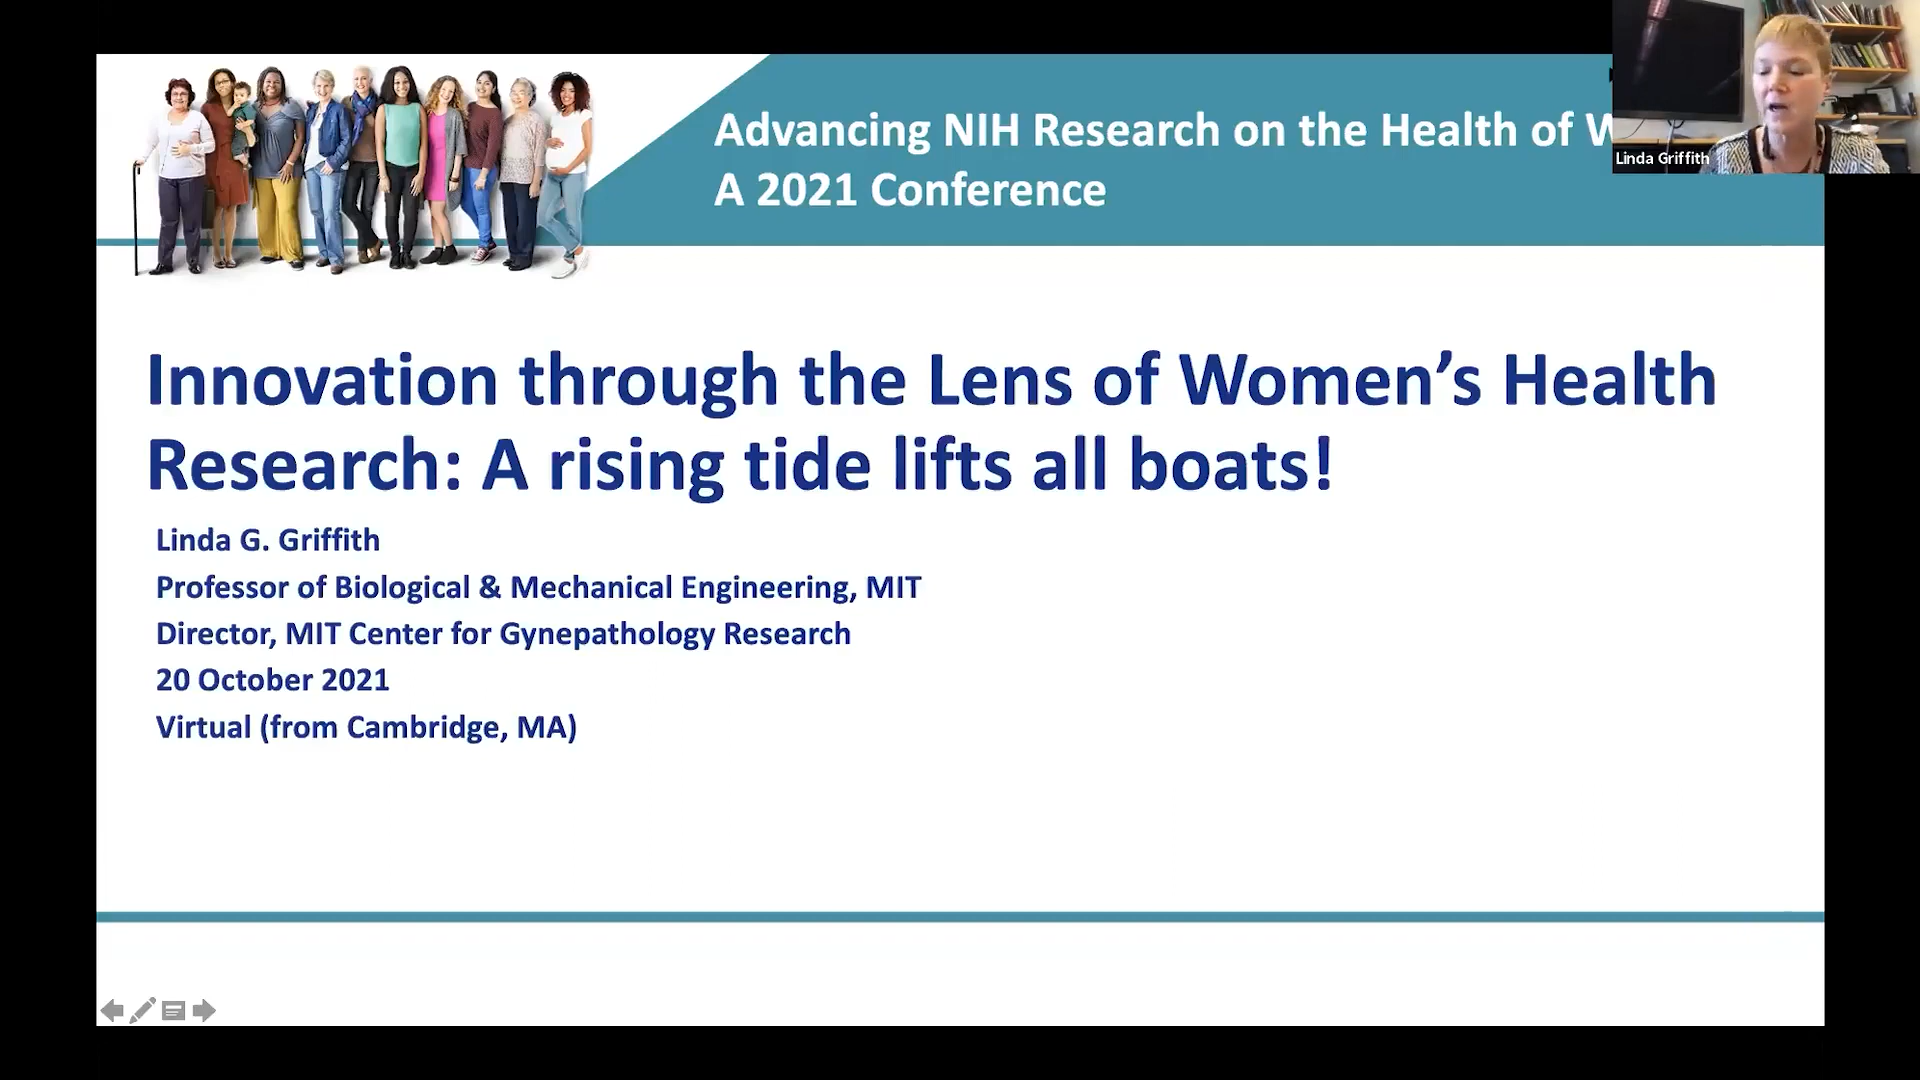 Advancing NIH Research on the Health of W
A 2021 Conference
Linda Griffith
Innovation through the Lens of Women’s Health
Research: A rising tide lifts all boats!
Linda G. Griffith
Professor of Biological & Mechanical Engineering, MIT
Director, MIT Center for Gynepathology Research
20 October 2021
Virtual (from Cambridge, MA)